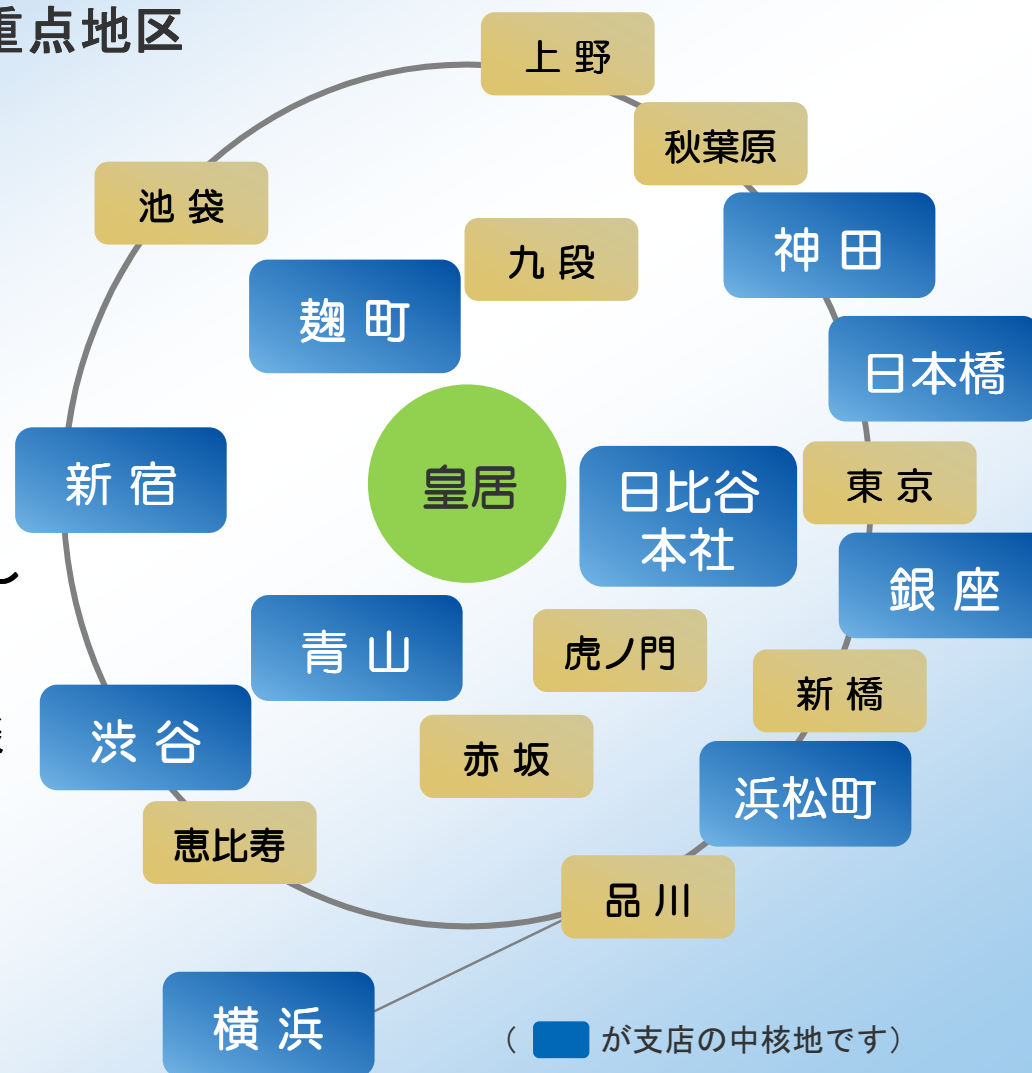 重点地区
上 野
秋葉原
池 袋
九 段
神 田
麹 町
日本橋
新 宿
皇居
日比谷
本社
東 京
銀 座
～
青 山
虎ノ門
新 橋
渋 谷
赤 坂
浜松町
恵比寿
品 川
横 浜
（ が支店の中核地です）